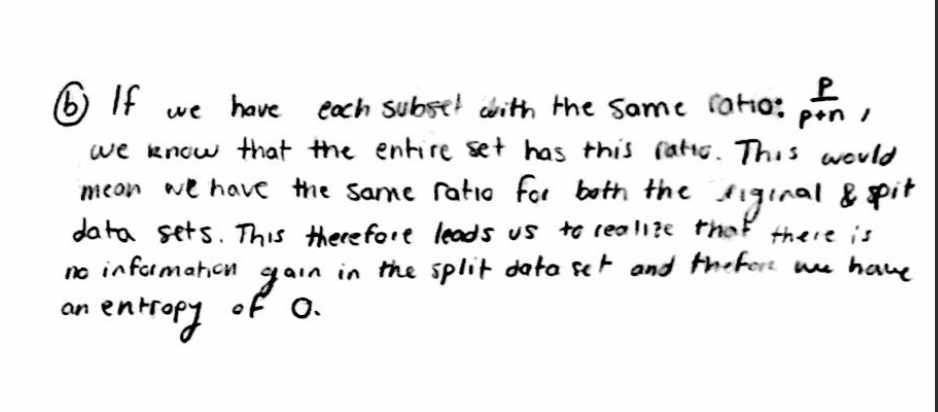 ⓑ If we have each subset with the same ratio: p/p+n ,
we know that the entire set has this ratio. This would
mean we have the same ratio for both the original & spit
data sets. This therefore leads us to realize that there is
no information gain in the split data set and thefore we have
an entropy of 0.